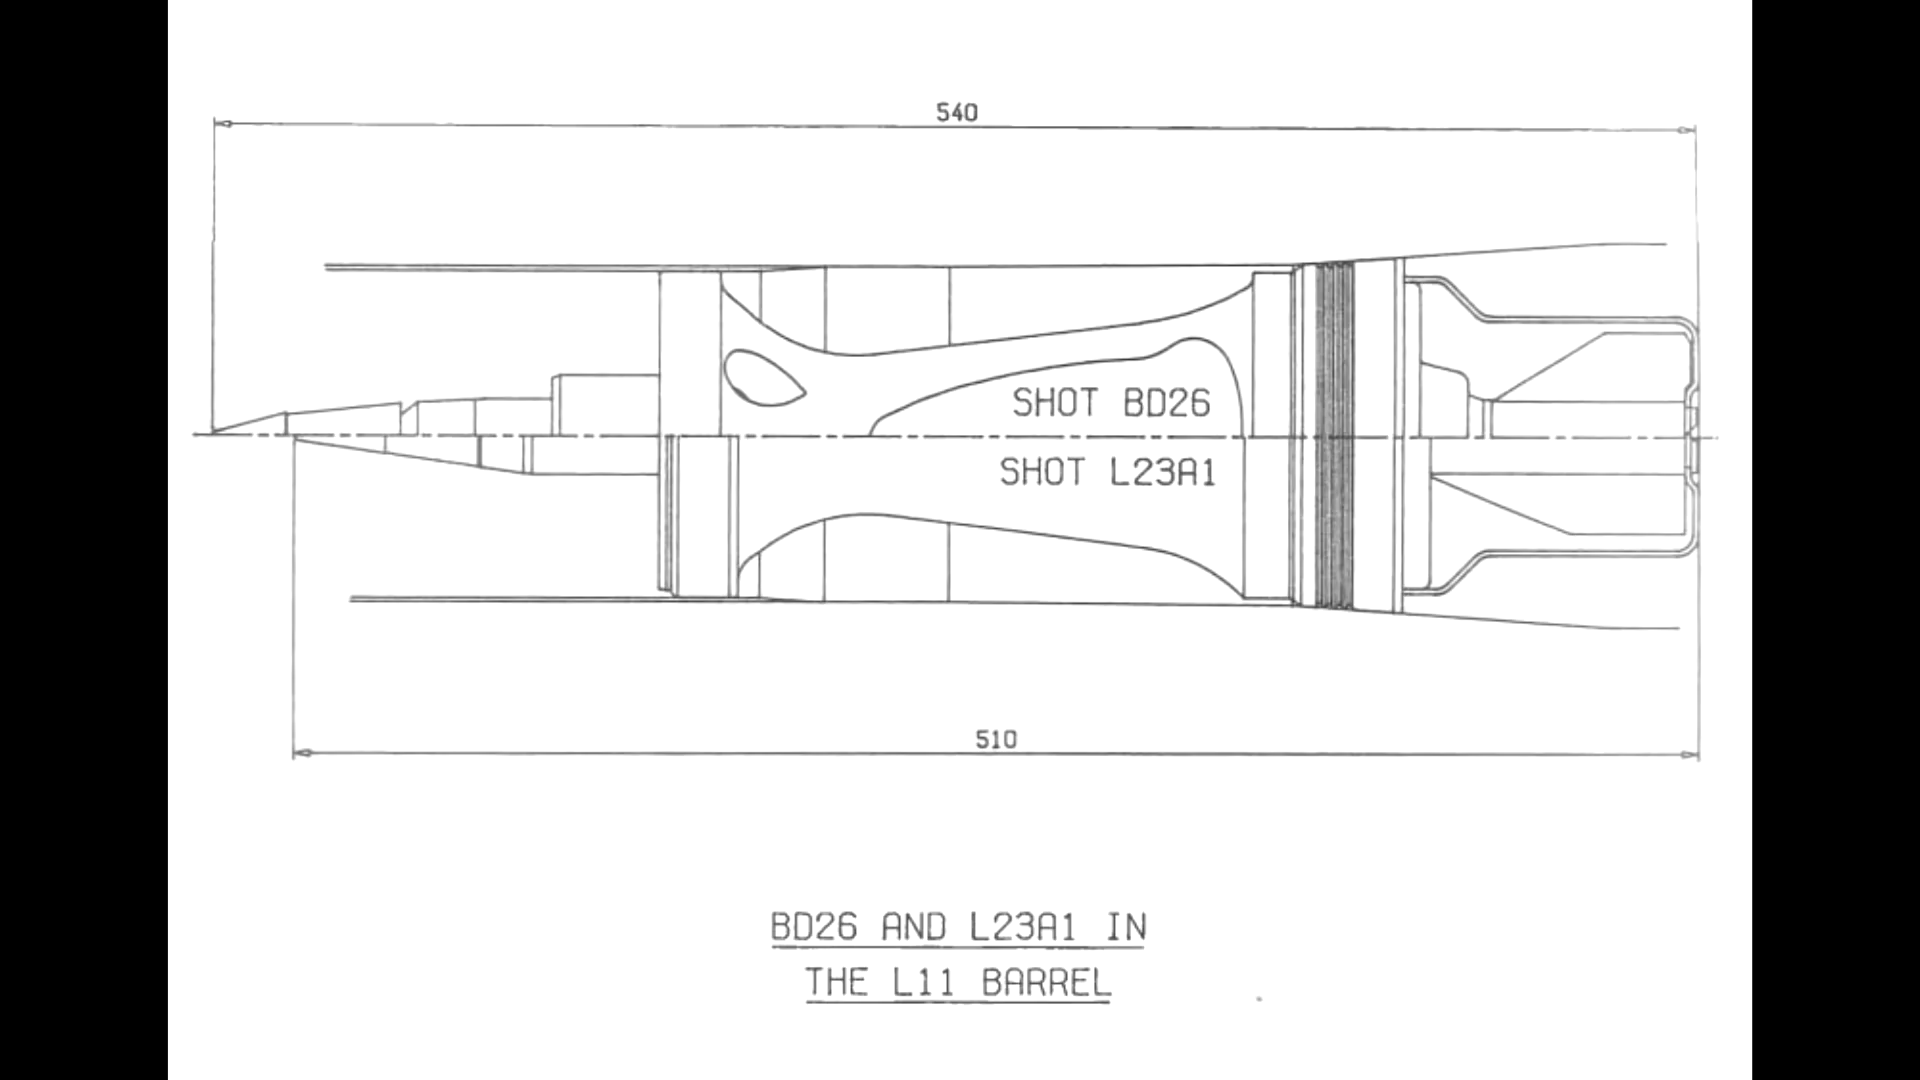 540
SHOT BD26
SHOT L23A1
510
BD26 AND L23A1 IN
THE L11 BARREL